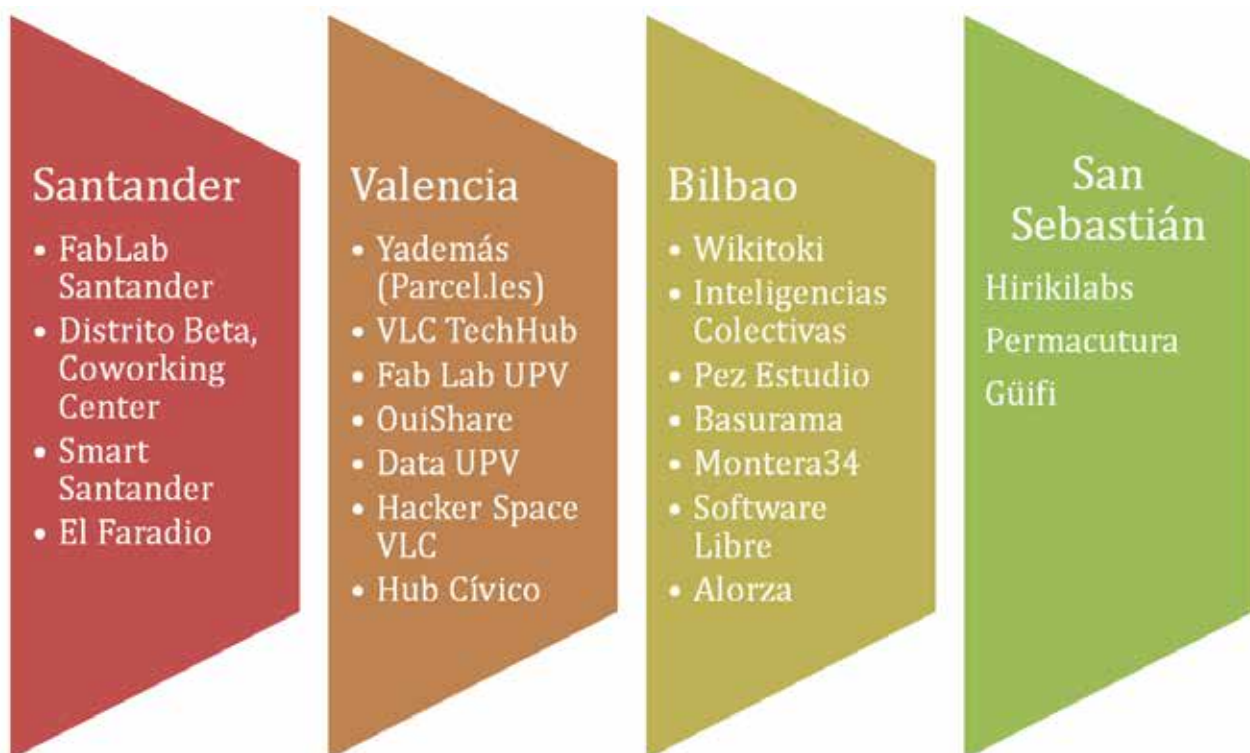 Santander
• FabLab
Santander
• Distrito Beta,
Coworking
Center
• Smart
Santander
• El Faradio
Valencia
• Yademás
(Parcel.les)
• VLC TechHub
• Fab Lab UPV
• OuiShare
• Data UPV
• Hacker Space
VLC
• Hub Cívico
Bilbao
• Wikitoki
• Inteligencias
Colectivas
• Pez Estudio
• Basurama
• Montera34
• Software
Libre
• Alorza
San
Sebastián
Hirikilabs
Permacutura
Güifi